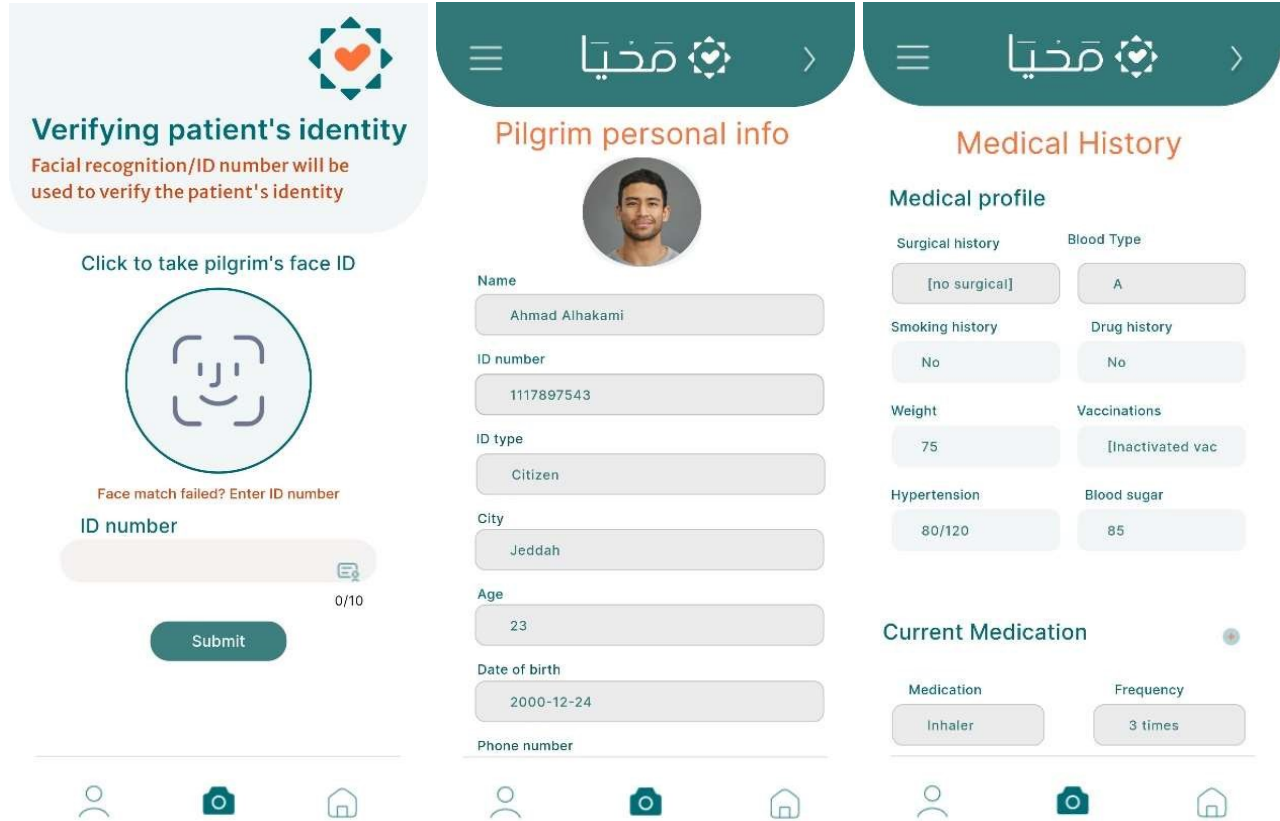 Verifying patient's identity
Facial recognition/ID number will be
used to verify the patient's identity
Click to take pilgrim's face ID
Face match failed? Enter ID number
ID number
0/10
Submit
مَحْيَا
Pilgrim personal info
Name
Ahmad Alhakami
ID number
1117897543
ID type
Citizen
City
Jeddah
Age
23
Date of birth
2000-12-24
Phone number
مَحْيَا
Medical History
Medical profile
Surgical history Blood Type
[no surgical] A
Smoking history Drug history
No No
Weight Vaccinations
75 [Inactivated vac
Hypertension Blood sugar
80/120 85
Current Medication
Medication Frequency
Inhaler 3 times